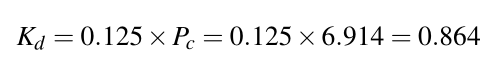 K_d = 0.125 × P_c = 0.125 × 6.914 = 0.864